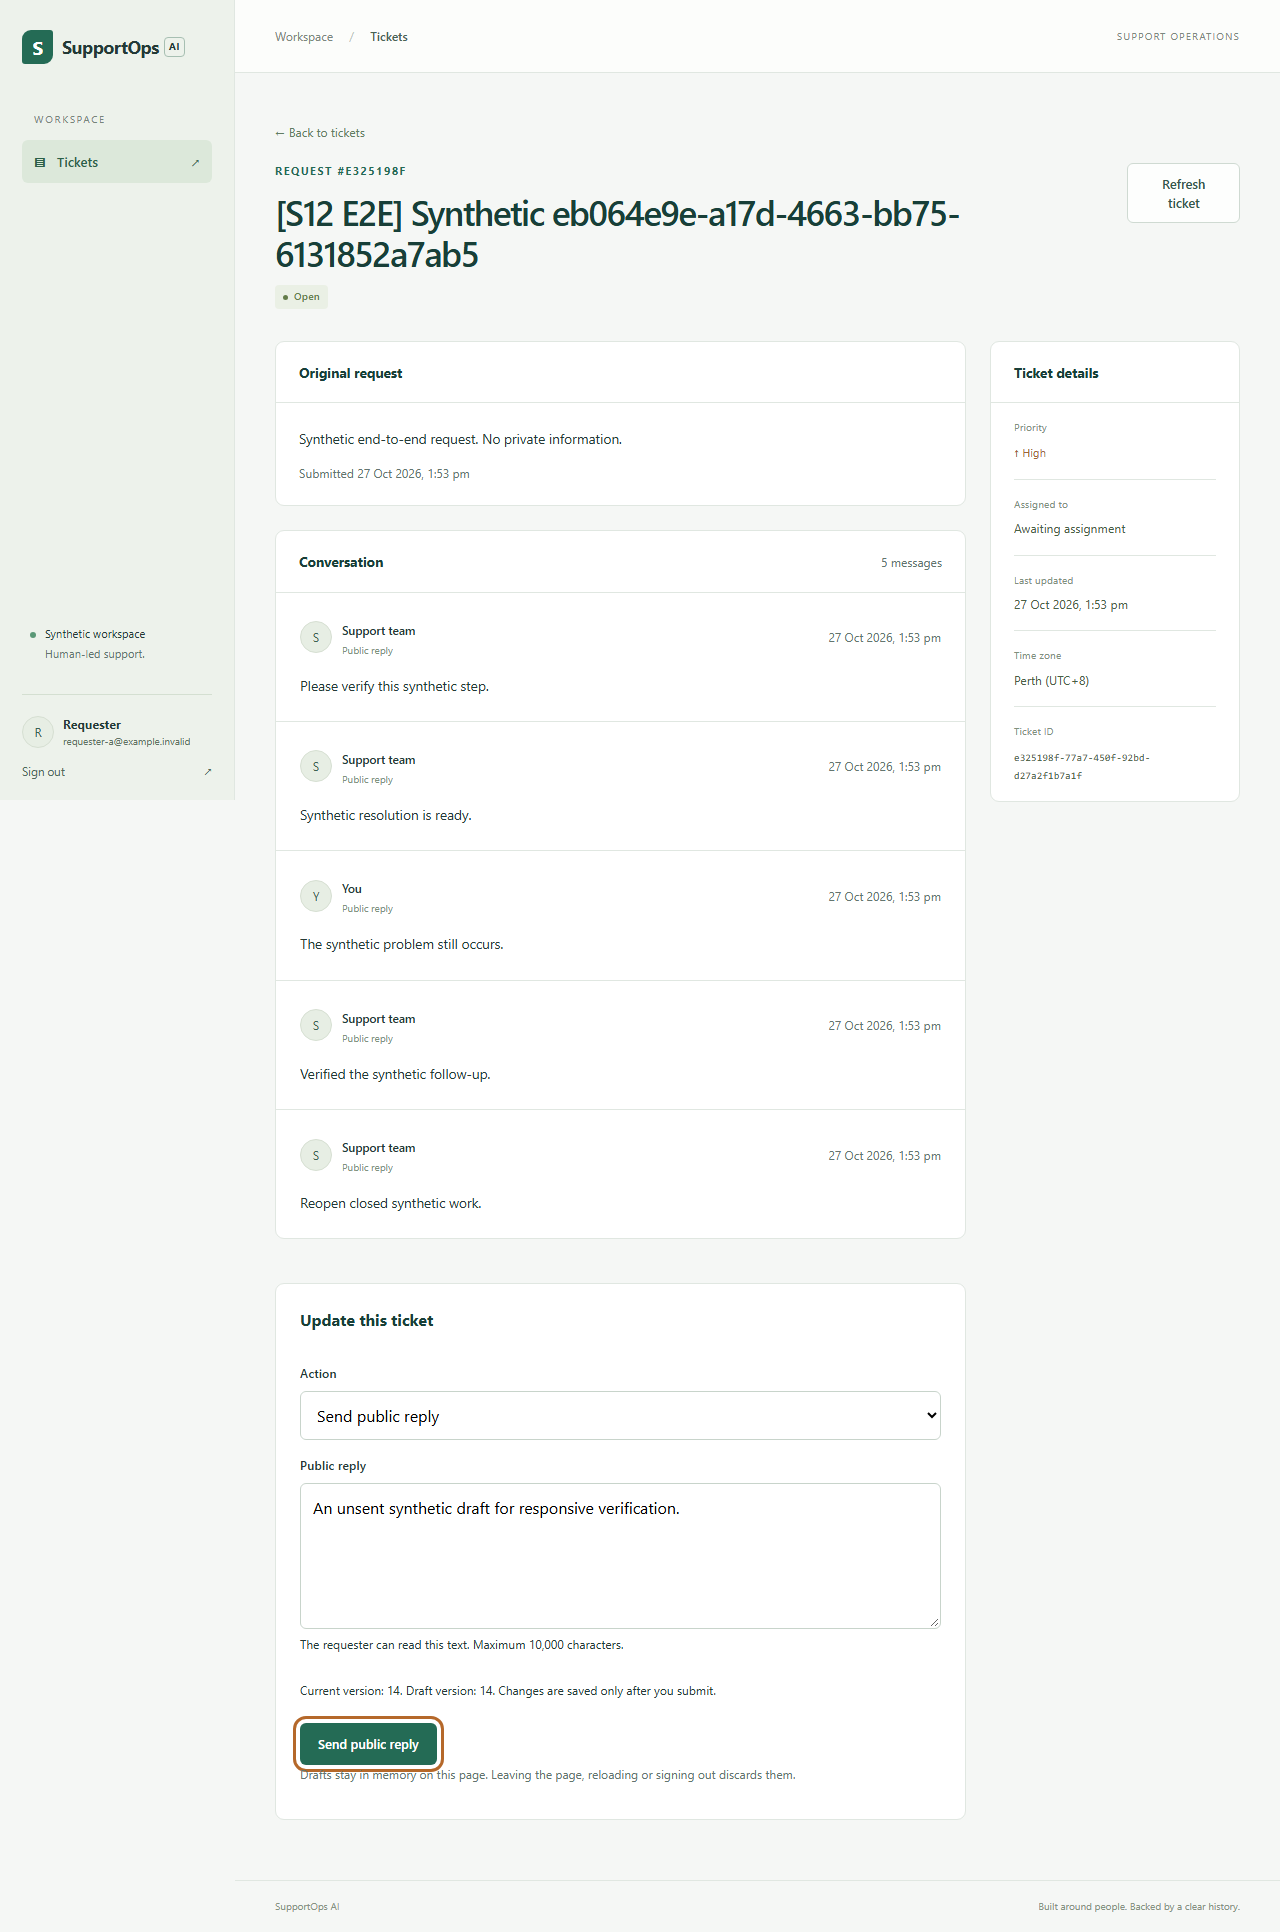 S SupportOps AI
Workspace / Tickets
SUPPORT OPERATIONS
WORKSPACE
Tickets ↗
← Back to tickets
REQUEST #E325198F
[S12 E2E] Synthetic eb064e9e-a17d-4663-bb75-
6131852a7ab5
Refresh
ticket
Open
Original request
Synthetic end-to-end request. No private information.
Submitted 27 Oct 2026, 1:53 pm
Conversation
5 messages
S
Support team
27 Oct 2026, 1:53 pm
Public reply
Please verify this synthetic step.
S
Support team
27 Oct 2026, 1:53 pm
Public reply
Synthetic resolution is ready.
Y
You
27 Oct 2026, 1:53 pm
Public reply
The synthetic problem still occurs.
S
Support team
27 Oct 2026, 1:53 pm
Public reply
Verified the synthetic follow-up.
S
Support team
27 Oct 2026, 1:53 pm
Public reply
Reopen closed synthetic work.
Ticket details
Priority
↑ High
Assigned to
Awaiting assignment
Last updated
27 Oct 2026, 1:53 pm
Time zone
Perth (UTC+8)
Ticket ID
e325198f-77a7-450f-92bd-
d27a2f1b7a1f
Synthetic workspace
Human-led support.
R
Requester
requester-a@example.invalid
Sign out ↗
Update this ticket
Action
Send public reply
Public reply
An unsent synthetic draft for responsive verification.
The requester can read this text. Maximum 10,000 characters.
Current version: 14. Draft version: 14. Changes are saved only after you submit.
Send public reply
Drafts stay in memory on this page. Leaving the page, reloading or signing out discards them.
SupportOps AI
Built around people. Backed by a clear history.